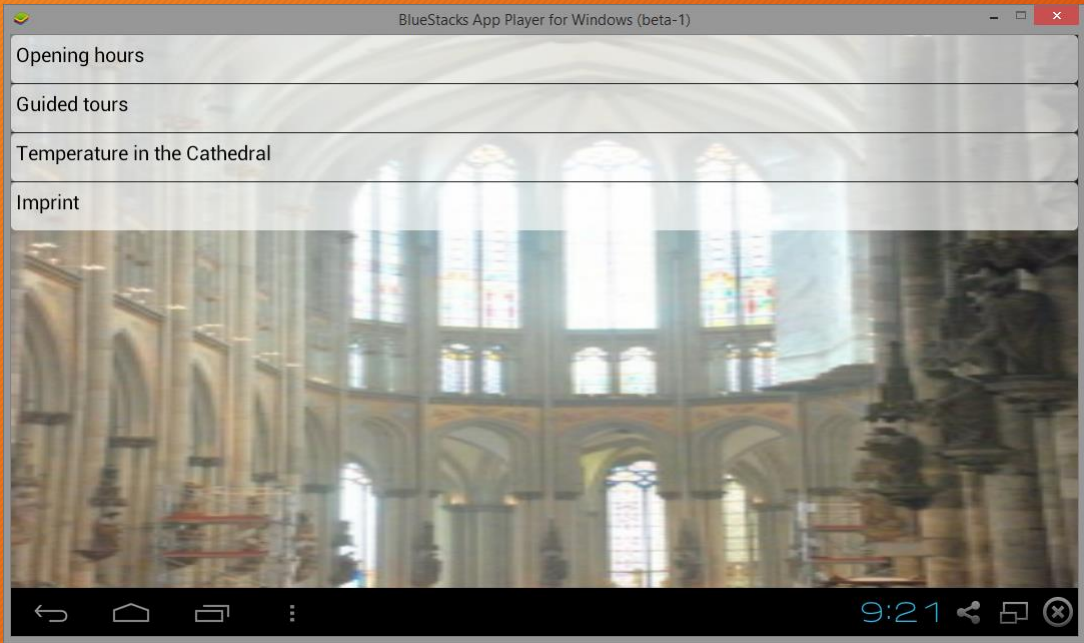 BlueStacks App Player for Windows (beta-1)
Opening hours
Guided tours
Temperature in the Cathedral
Imprint
9:21